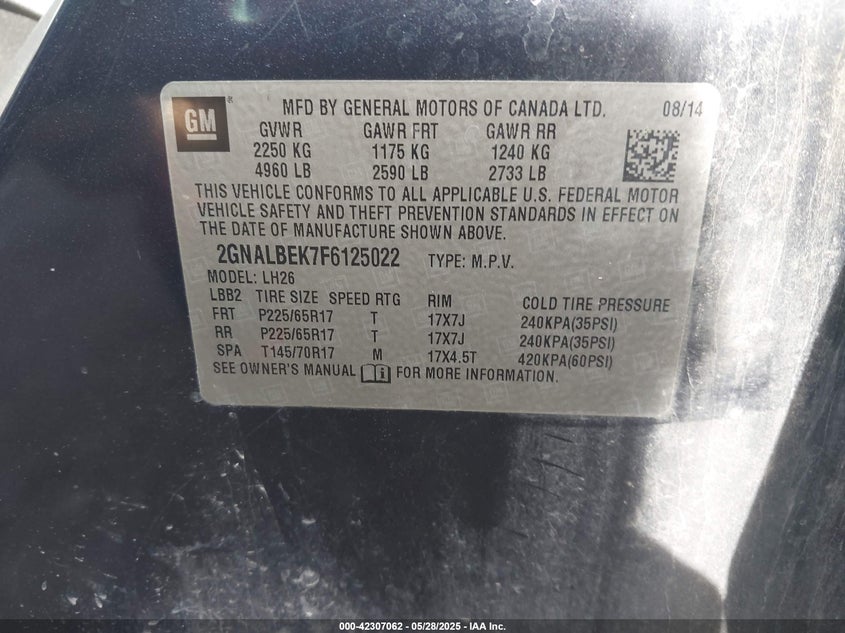 GM ® MFD BY GENERAL MOTORS OF CANADA LTD. 08/14
GVWR GAWR FRT GAWR RR
2250 KG 1175 KG 1240 KG
4960 LB 2590 LB 2733 LB
THIS VEHICLE CONFORMS TO ALL APPLICABLE U.S. FEDERAL MOTOR
VEHICLE SAFETY AND THEFT PREVENTION STANDARDS IN EFFECT ON
THE DATE OF MANUFACTURE SHOWN ABOVE.
2GNALBEK7F6125022 TYPE: M.P.V.
MODEL: LH26
LBB2 TIRE SIZE SPEED RTG RIM COLD TIRE PRESSURE
FRT P225/65R17 T 17X7J 240KPA(35PSI)
RR P225/65R17 T 17X7J 240KPA(35PSI)
SPA T145/70R17 M 17X4.5T 420KPA(60PSI)
SEE OWNER'S MANUAL FOR MORE INFORMATION.
000-42307062 - 05/28/2025 - IAA Inc.